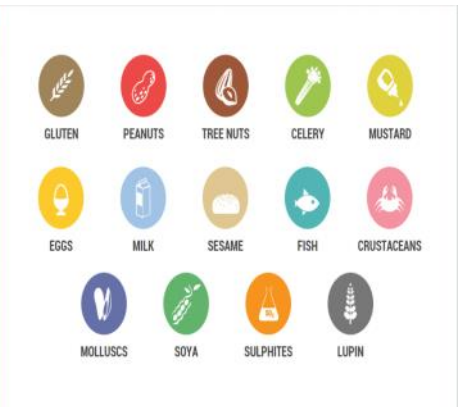 GLUTEN PEANUTS TREE NUTS CELERY MUSTARD
EGGS MILK SESAME FISH CRUSTACEANS
MOLLUSCS SOYA SULPHITES LUPIN